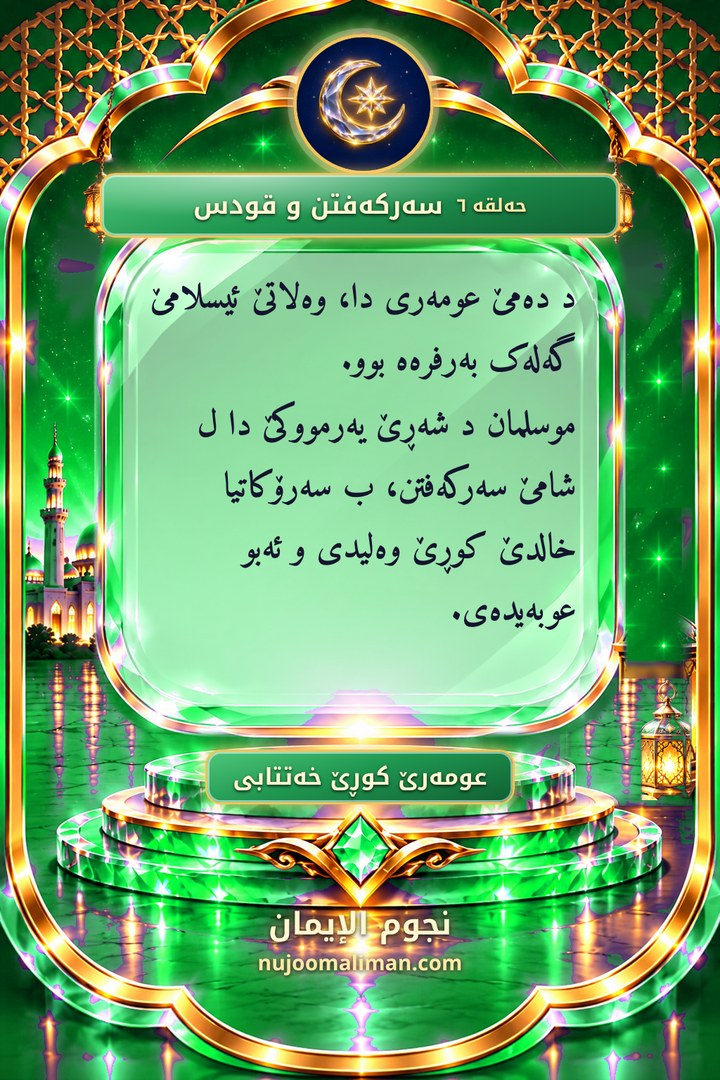 حەلقە ٦ سەرکەفتن و قودس
د دەمێ عومەری دا، وەلاتێ ئیسلامێ
گەلەک بەرفرەە بوو.
موسلمان د شەڕێ یەرمووکێ دا ل
شامێ سەرکەفتن، ب سەرۆکاتیا
خالدێ کوڕێ وەلیدی و ئەبو
عوبەیدەی.
عومەرێ کوڕێ خەتتابی
نجوم الإيمان
nujoomaliman.com